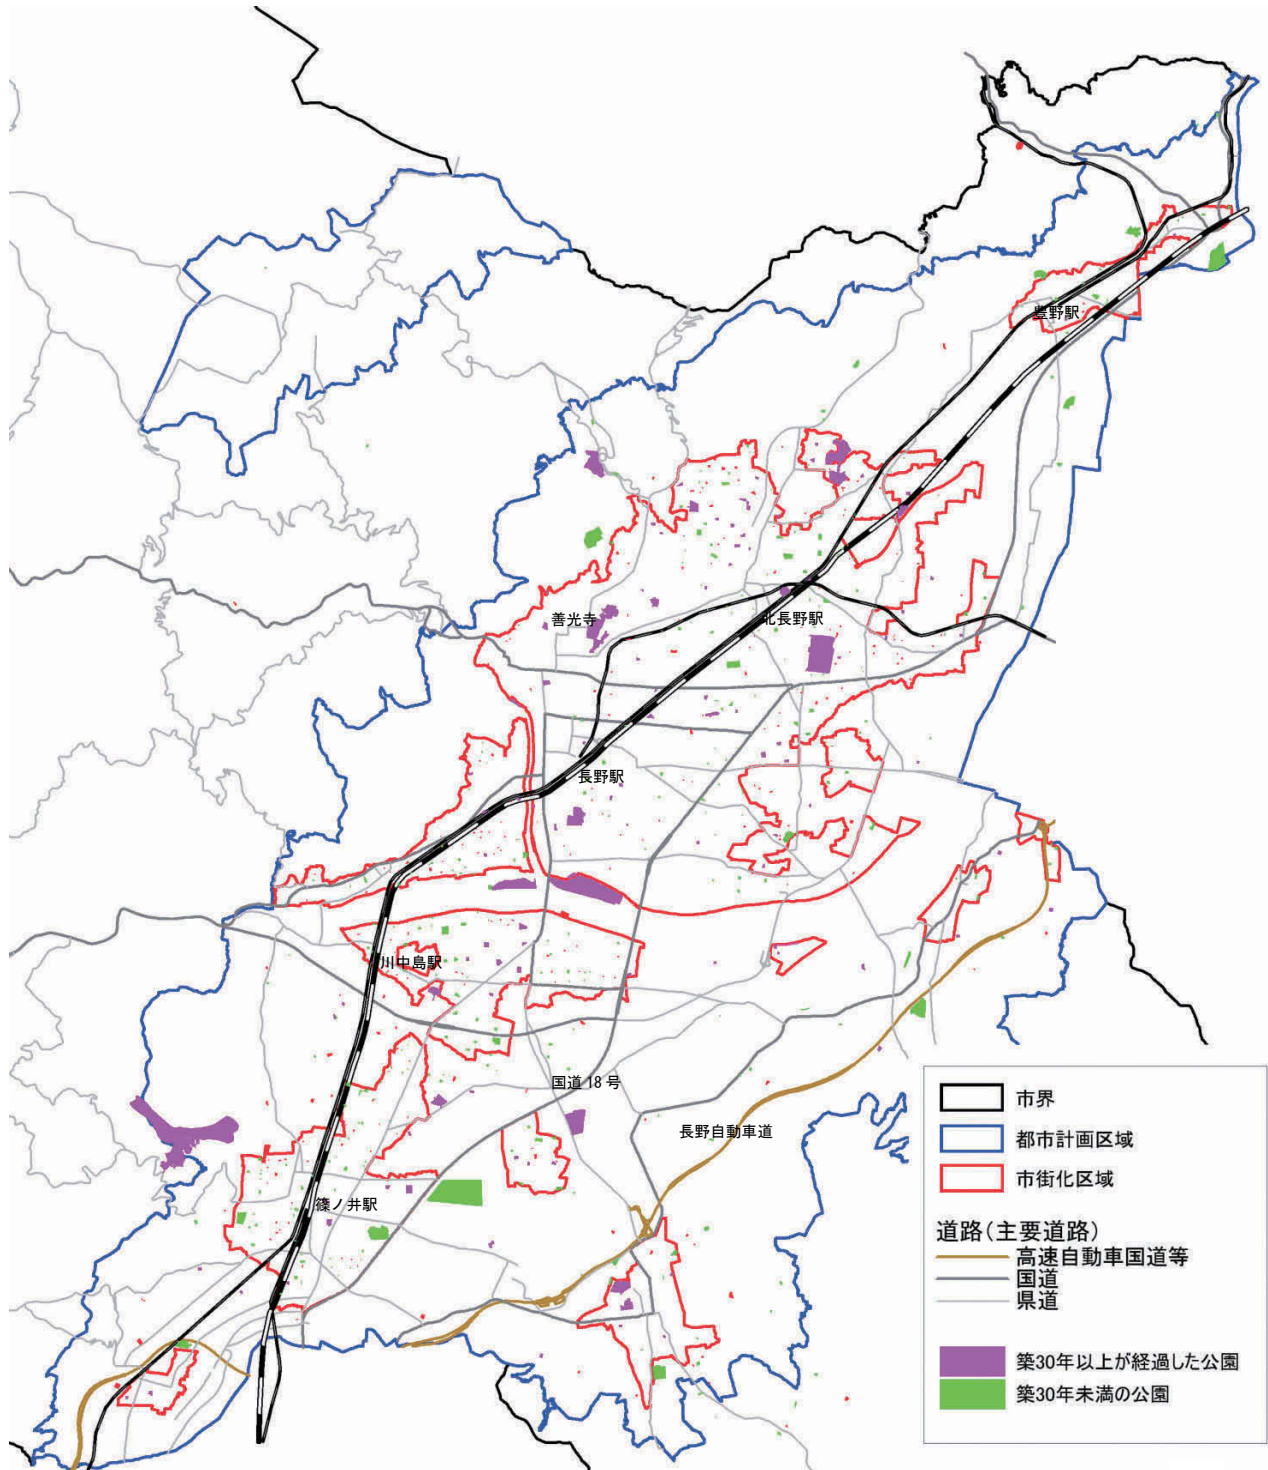 豊野駅
善光寺
北長野駅
長野駅
川中島駅
国道18号
長野自動車道
篠ノ井駅
市界
都市計画区域
市街化区域
道路(主要道路)
高速自動車国道等
国道
県道
築30年以上が経過した公園
築30年未満の公園